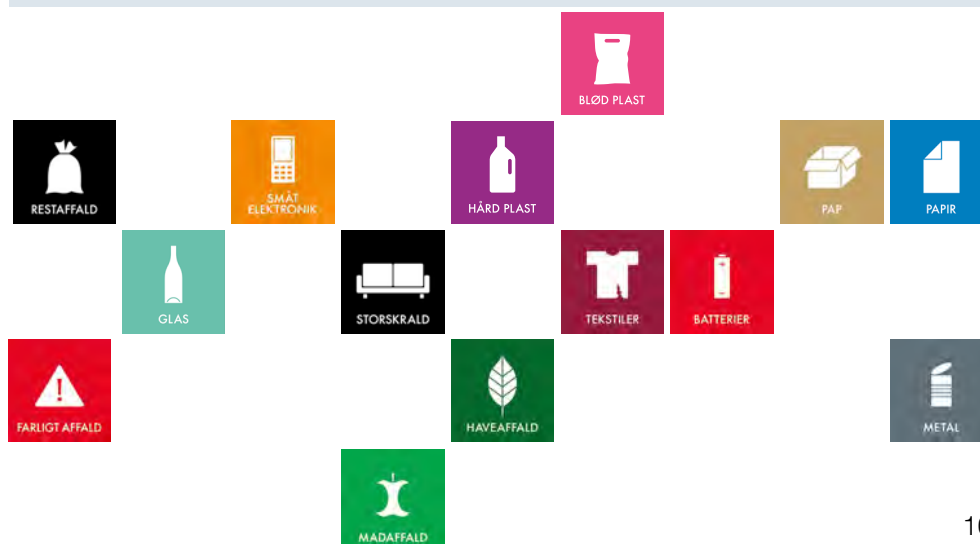 BLØD PLAST
RESTAFFALD
SMÅT
ELEKTRONIK
HÅRD PLAST
PAP
PAPIR
GLAS
STORSKRALD
TEKSTILER
BATTERIER
FARLIGT AFFALD
HAVEAFFALD
METAL
MADAFFALD